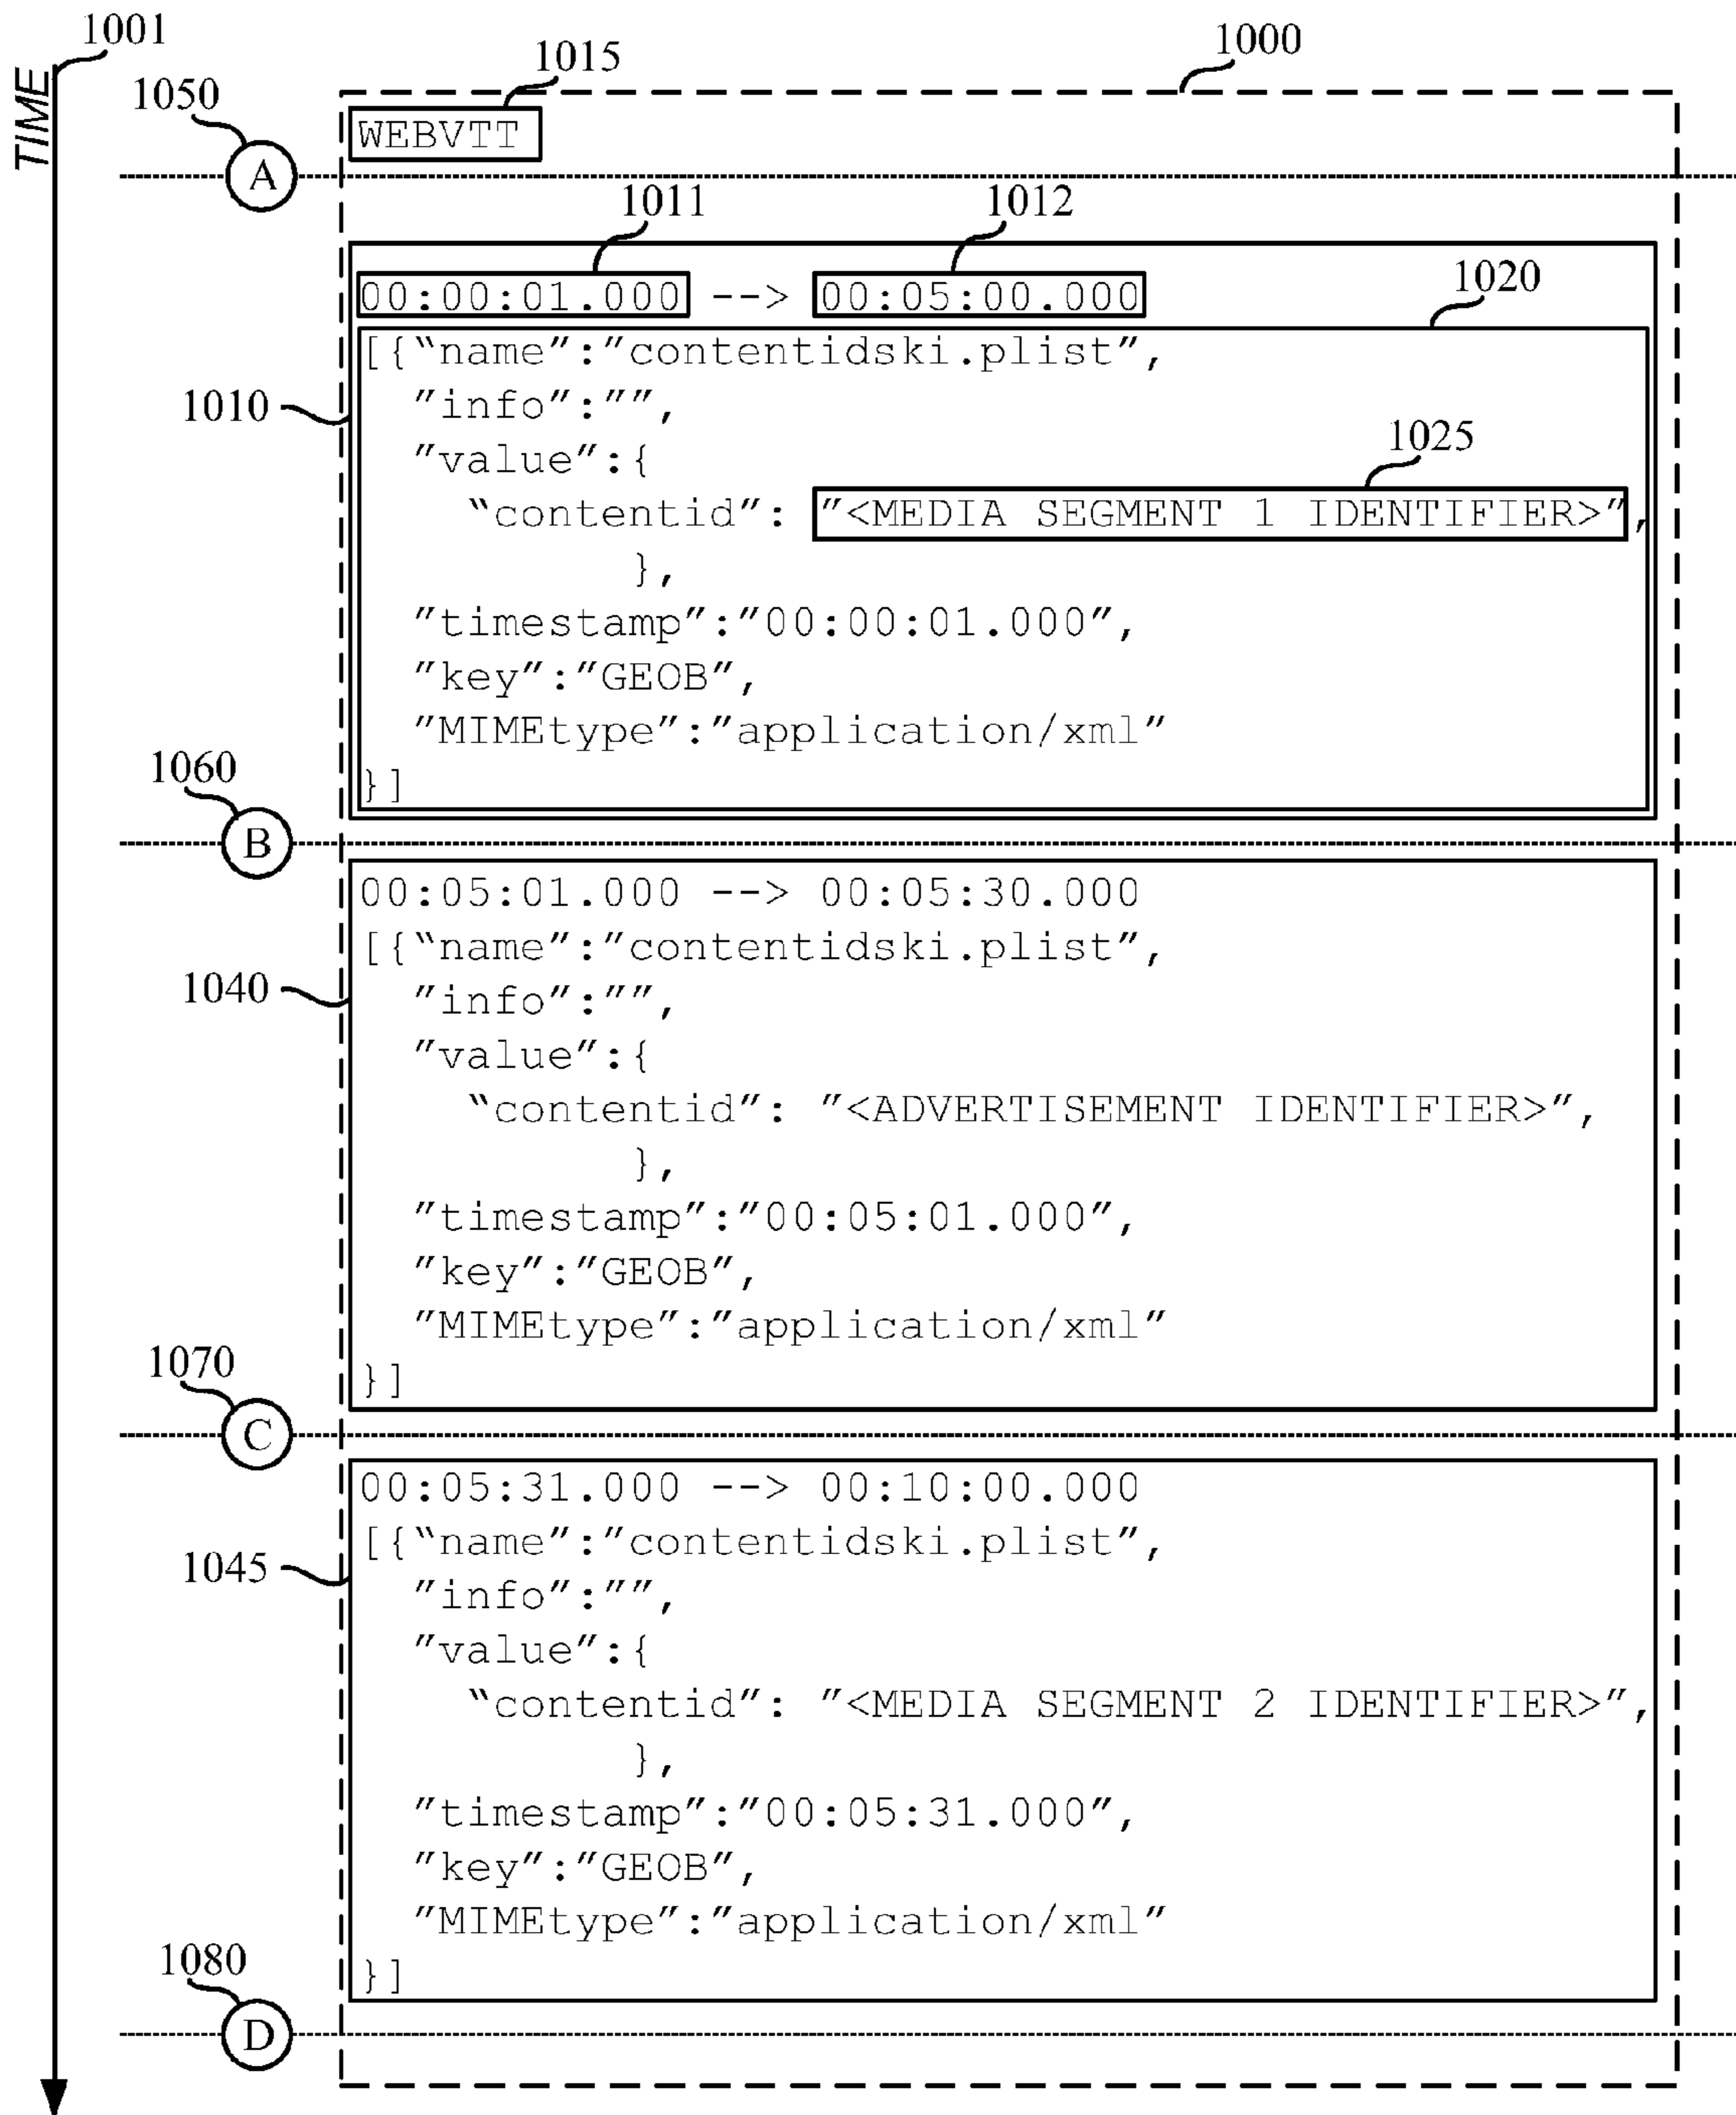 1001
TIME
1000
1015
1050
WEBVTT
A
1011
1012
00:00:01.000 --> 00:05:00.000
1020
[{“name”:”contentidski.plist”,
1010
”info”:””,
”value”:{
1025
“contentid”: ”<MEDIA SEGMENT 1 IDENTIFIER>”,
},
”timestamp”:”00:00:01.000”,
”key”:”GEOB”,
”MIMEtype”:”application/xml”
1060
}]
B
00:05:01.000 --> 00:05:30.000
[{“name”:”contentidski.plist”,
1040
”info”:””,
”value”:{
“contentid”: ”<ADVERTISEMENT IDENTIFIER>”,
},
”timestamp”:”00:05:01.000”,
”key”:”GEOB”,
”MIMEtype”:”application/xml”
1070
}]
C
00:05:31.000 --> 00:10:00.000
[{“name”:”contentidski.plist”,
1045
”info”:””,
”value”:{
“contentid”: ”<MEDIA SEGMENT 2 IDENTIFIER>”,
},
”timestamp”:”00:05:31.000”,
”key”:”GEOB”,
”MIMEtype”:”application/xml”
1080
}]
D